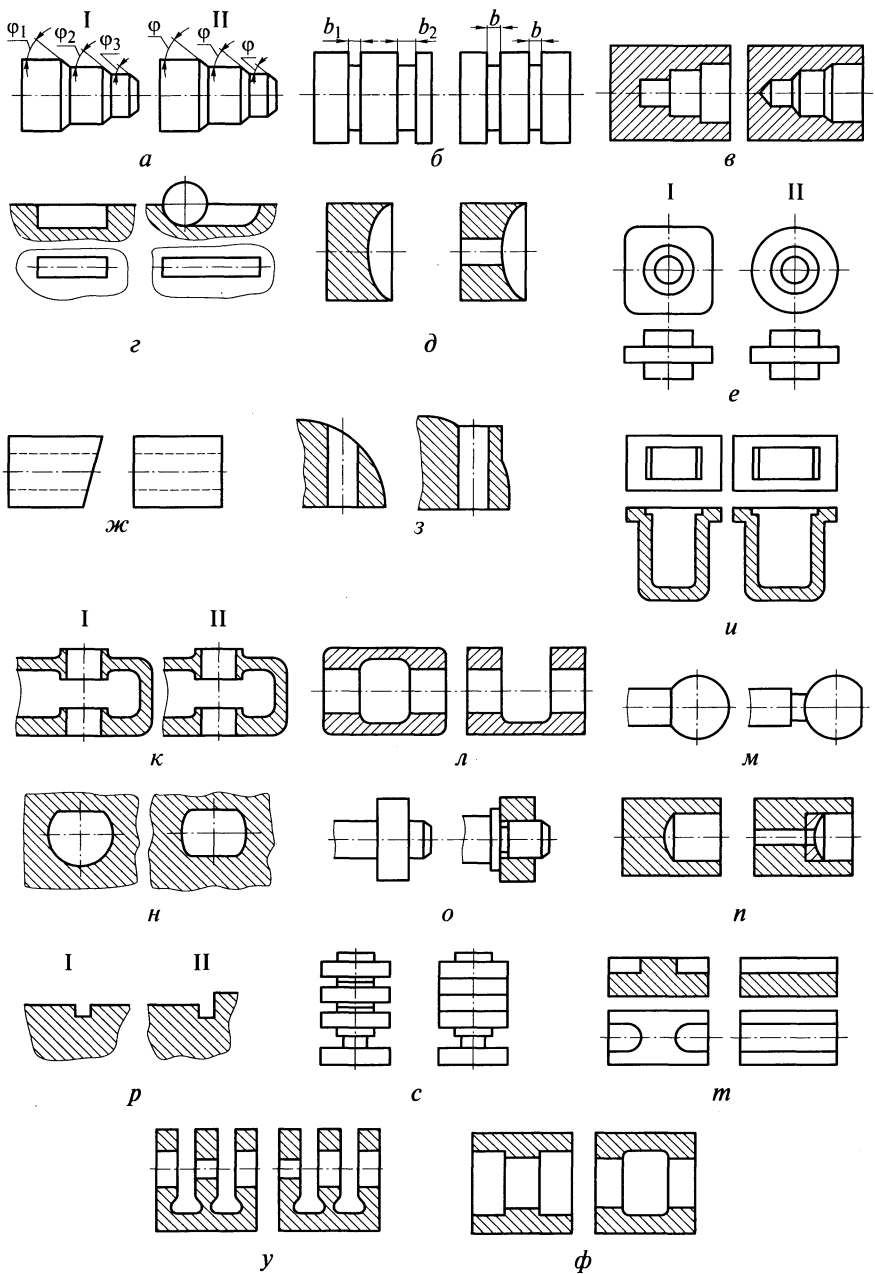 I II
φ₁ φ₂ φ₃ φ φ φ
b₁ b₂ b b
а б в
I II
г д е
ж з и
I II
к л м
н о п
I II
р с т
у ф